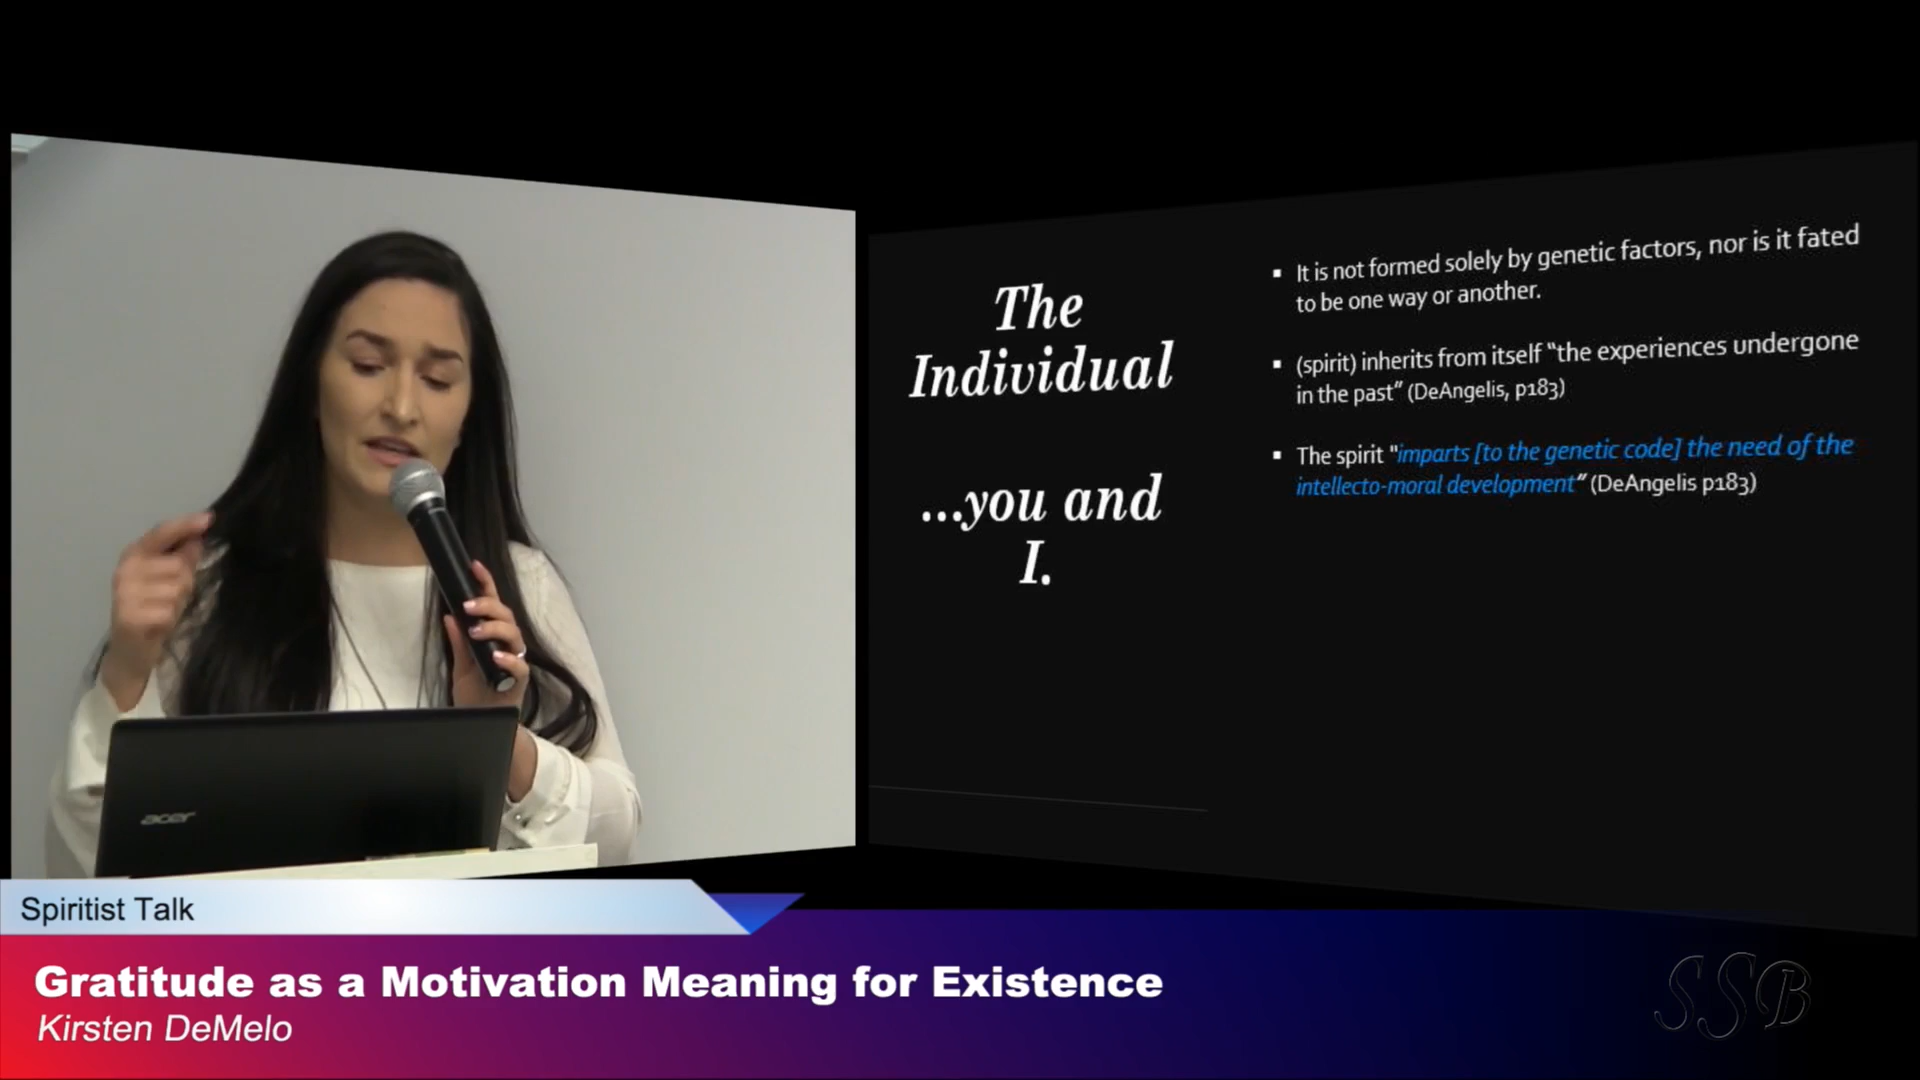 The
Individual
...you and
I.
▪ It is not formed solely by genetic factors, nor is it fated
to be one way or another.
▪ (spirit) inherits from itself "the experiences undergone
in the past" (DeAngelis, p183)
▪ The spirit "imparts [to the genetic code] the need of the
intellecto-moral development" (DeAngelis p183)
acer
Spiritist Talk
Gratitude as a Motivation Meaning for Existence
Kirsten DeMelo
SSB